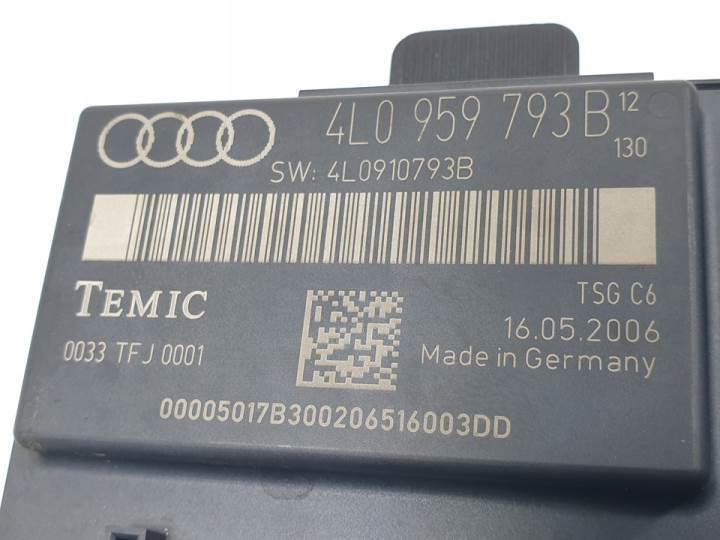 4L0 959 793B 12
130
SW: 4L0910793B
TEMIC
TSG C6
16.05.2006
0033 TFJ 0001
Made in Germany
00005017B300206516003DD